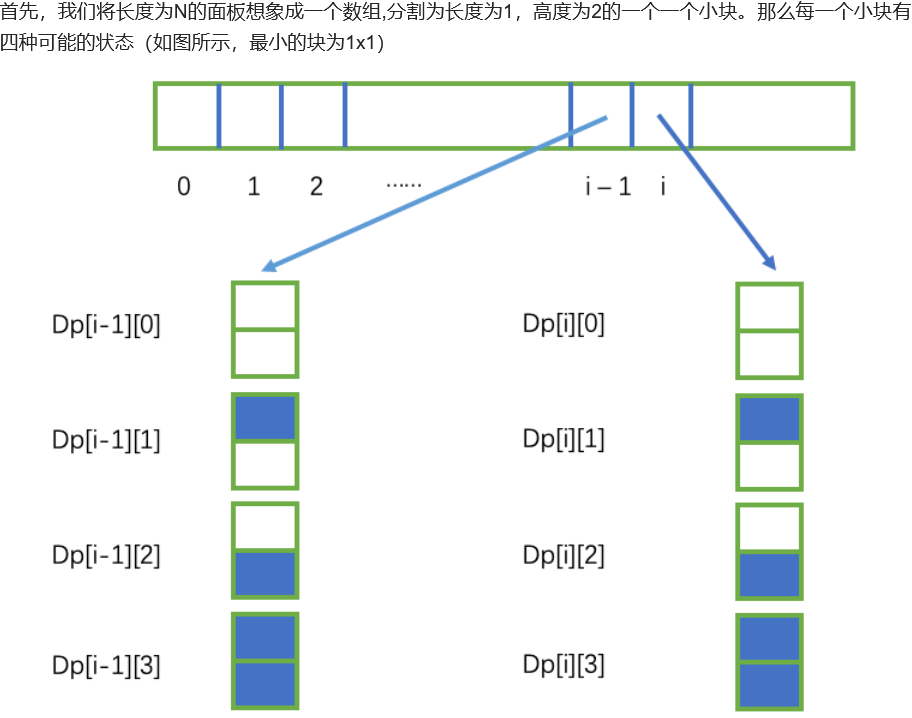 首先，我们将长度为N的面板想象成一个数组,分割为长度为1，高度为2的一个一个小块。那么每一个小块有
四种可能的状态（如图所示，最小的块为1x1）
0 1 2 ...... i – 1 i
Dp[i-1][0] Dp[i][0]
Dp[i-1][1] Dp[i][1]
Dp[i-1][2] Dp[i][2]
Dp[i-1][3] Dp[i][3]